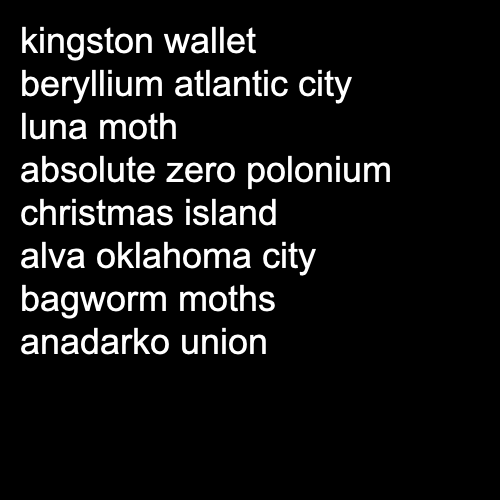 kingston wallet
beryllium atlantic city
luna moth
absolute zero polonium
christmas island
alva oklahoma city
bagworm moths
anadarko union